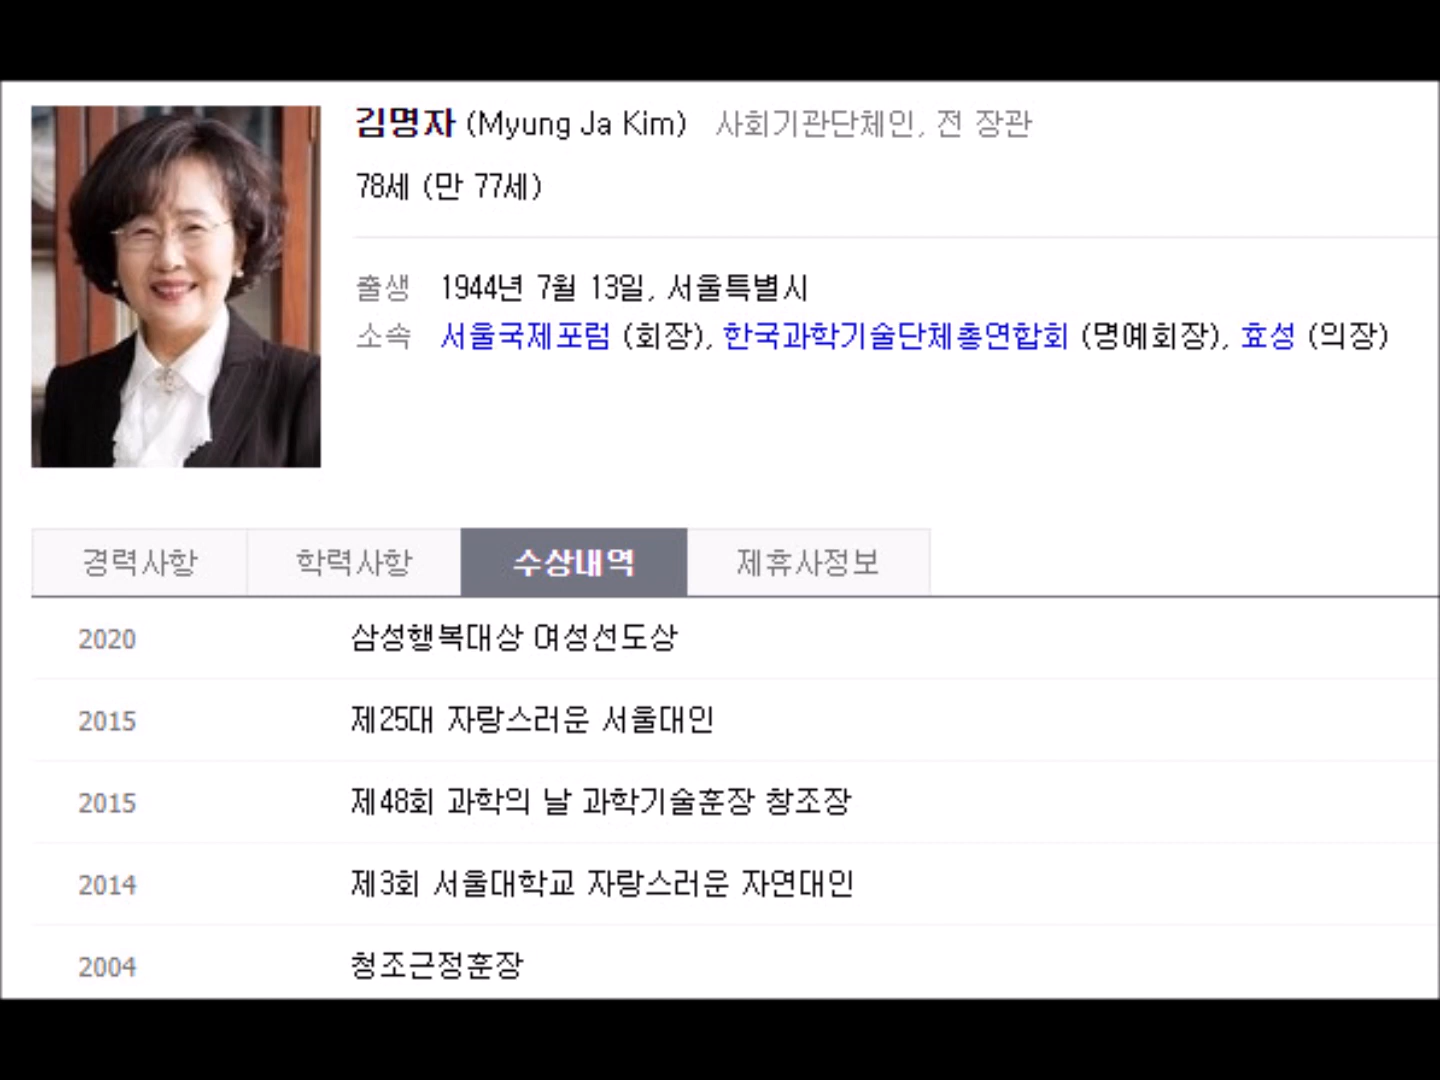 김명자 (Myung Ja Kim) 사회기관단체인, 전 장관
78세 (만 77세)
출생 1944년 7월 13일, 서울특별시
소속 서울국제포럼 (회장), 한국과학기술단체총연합회 (명예회장), 효성 (의장)
경력사항 학력사항 수상내역 제휴사정보
2020 삼성행복대상 여성선도상
2015 제25대 자랑스러운 서울대인
2015 제48회 과학의 날 과학기술훈장 창조장
2014 제3회 서울대학교 자랑스러운 자연대인
2004 청조근정훈장